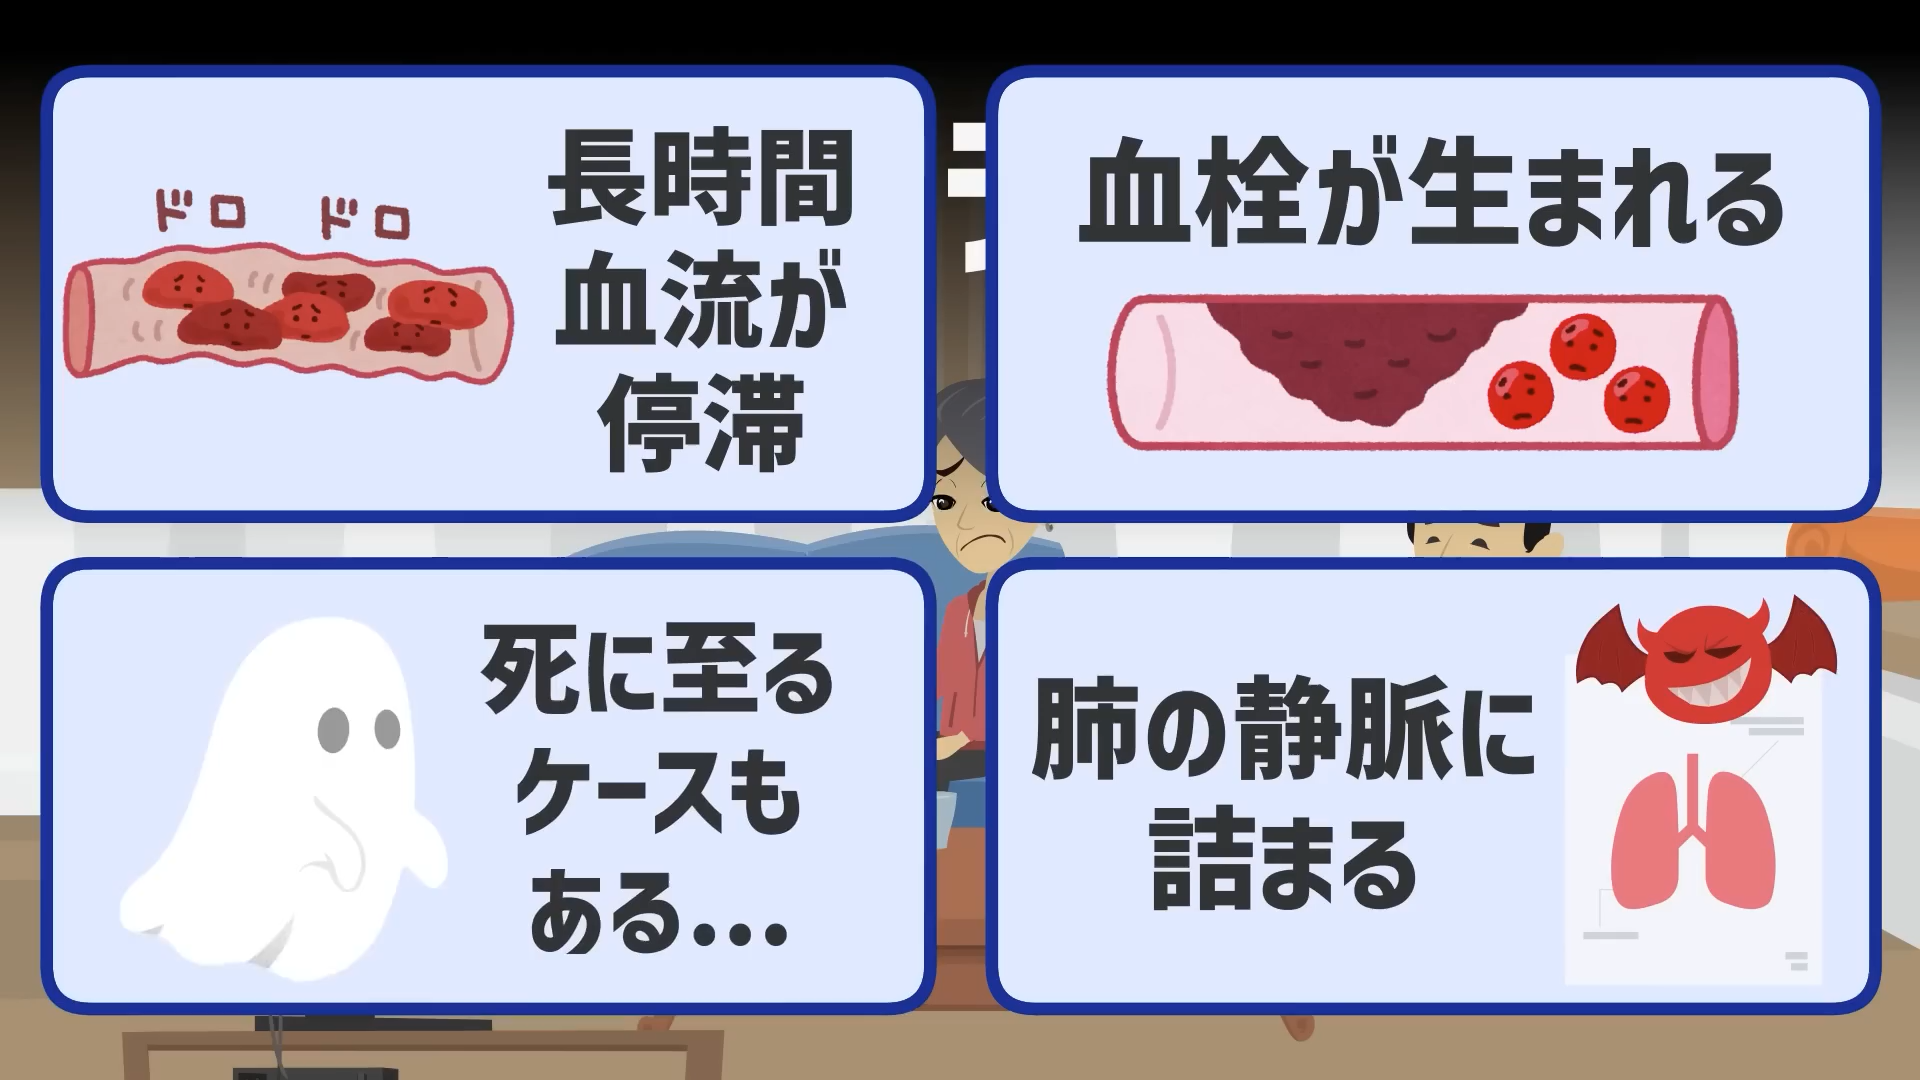 ドロ ドロ
長時間
血流が
停滞
血栓が生まれる
死に至る
ケースも
ある...
肺の静脈に
詰まる